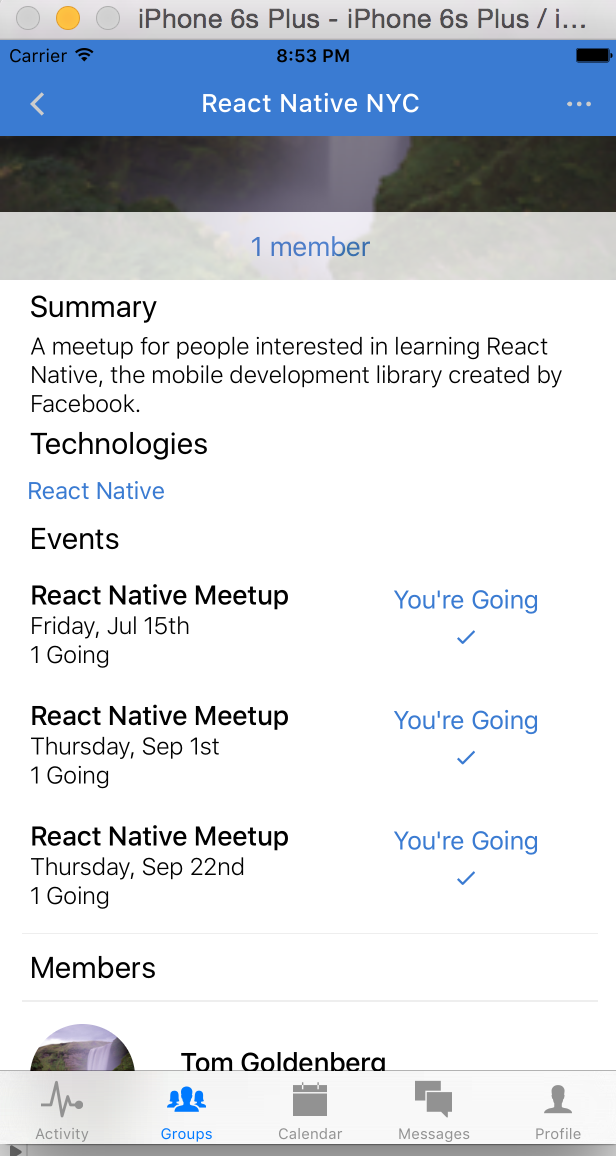 iPhone 6s Plus - iPhone 6s Plus / i...
Carrier 8:53 PM
React Native NYC
1 member
Summary
A meetup for people interested in learning React
Native, the mobile development library created by
Facebook.
Technologies
React Native
Events
React Native Meetup
You're Going
Friday, Jul 15th
1 Going
React Native Meetup
You're Going
Thursday, Sep 1st
1 Going
React Native Meetup
You're Going
Thursday, Sep 22nd
1 Going
Members
Tom Goldenberg
Activity Groups Calendar Messages Profile